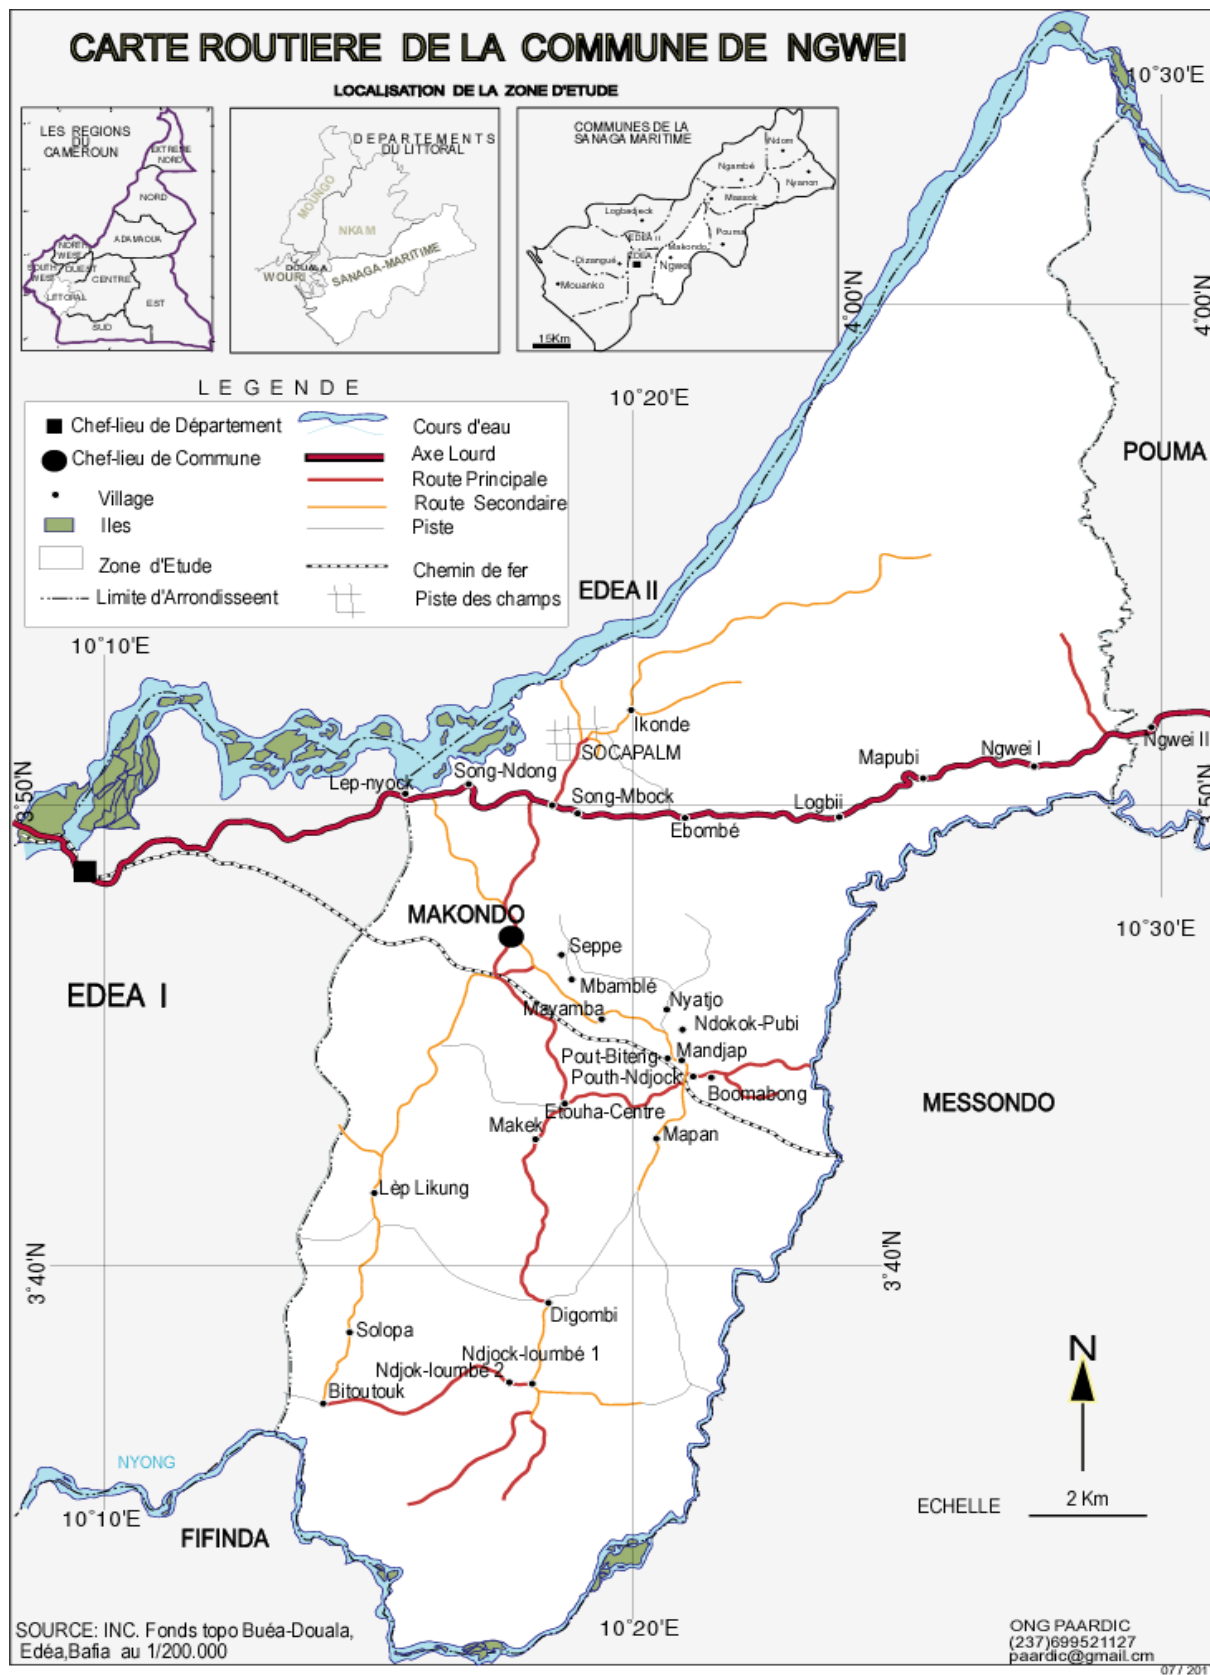 CARTE ROUTIERE DE LA COMMUNE DE NGWEI
LOCALISATION DE LA ZONE D'ETUDE
LES REGIONS
DU
CAMEROUN
EXTREME
NORD
NORD
ADAMAOUA
NORTH
WEST
SOUTH
WEST
OUEST
CENTRE
LITTORAL
EST
SUD
DEPARTEMENTS
DU LITTORAL
MOUNGO
NKAM
DOUALA
WOURI
SANAGA-MARITIME
COMMUNES DE LA
SANAGA MARITIME
Ndom
Ngambé
Nyanon
Massok
Logbadjeck
Pouma
EDEA II
Makondo
Dizangué
EDEA
Ngwei
Mouanko
15Km
10°30'E
4°00'N
4°00'N
10°20'E
LEGENDE
Chef-lieu de Département
Chef-lieu de Commune
Village
Iles
Zone d'Etude
Limite d'Arrondisseent
Cours d'eau
Axe Lourd
Route Principale
Route Secondaire
Piste
Chemin de fer
Piste des champs
POUMA
EDEA II
10°10'E
Ikonde
SOCAPALM
Ngwei II
Ngwei I
Mapubi
Song-Ndong
Lep-nyock
Song-Mbock
Logbii
Ebombé
3°50'N
3°50'N
MAKONDO
10°30'E
Seppe
EDEA I
Mbamblé
Nyatjo
Mayamba
Ndokok-Pubi
Mandjap
Pout-Biteng
Pouth-Ndjock
Boomabong
MESSONDO
Etouha-Centre
Makek
Mapan
Lèp Likung
3°40'N
3°40'N
Digombi
Solopa
Ndjock-loumbé 1
Ndjok-loumbé 2
Bitoutouk
N
NYONG
10°10'E
FIFINDA
ECHELLE
2 Km
10°20'E
SOURCE: INC. Fonds topo Buéa-Douala,
Edéa,Bafia au 1/200.000
ONG PAARDIC
(237)699521127
paardic@gmail.cm
07 / 201